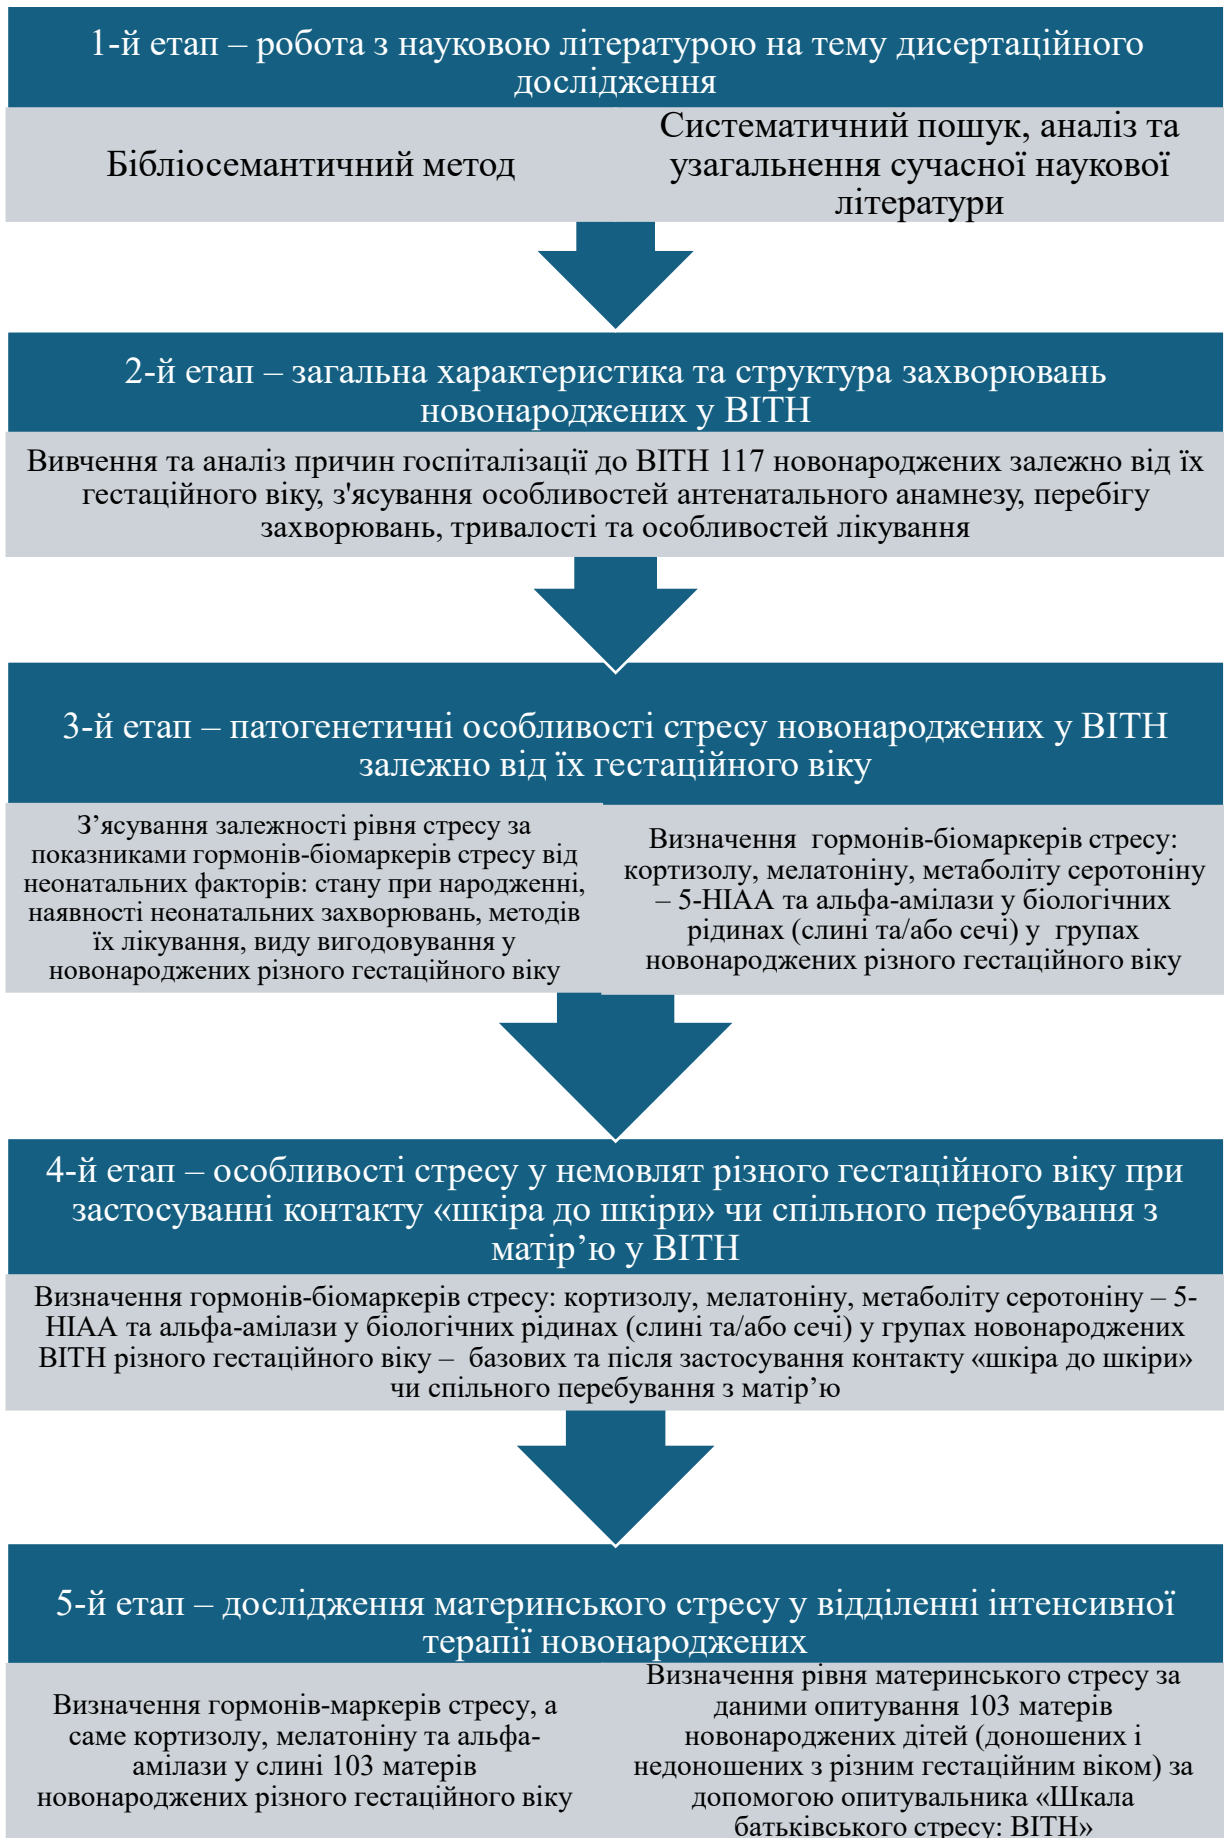 1-й етап – робота з науковою літературою на тему дисертаційного
дослідження
Бібліосемантичний метод
Систематичний пошук, аналіз та
узагальнення сучасної наукової
літератури
2-й етап – загальна характеристика та структура захворювань
новонароджених у ВІТН
Вивчення та аналіз причин госпіталізації до ВІТН 117 новонароджених залежно від їх
гестаційного віку, з'ясування особливостей антенатального анамнезу, перебігу
захворювань, тривалості та особливостей лікування
3-й етап – патогенетичні особливості стресу новонароджених у ВІТН
залежно від їх гестаційного віку
З’ясування залежності рівня стресу за
показниками гормонів-біомаркерів стресу від
неонатальних факторів: стану при народженні,
наявності неонатальних захворювань, методів
їх лікування, виду вигодовування у
новонароджених різного гестаційного віку
Визначення гормонів-біомаркерів стресу:
кортизолу, мелатоніну, метаболіту серотоніну
– 5-НІАА та альфа-амілази у біологічних
рідинах (слині та/або сечі) у групах
новонароджених різного гестаційного віку
4-й етап – особливості стресу у немовлят різного гестаційного віку при
застосуванні контакту «шкіра до шкіри» чи спільного перебування з
матір’ю у ВІТН
Визначення гормонів-біомаркерів стресу: кортизолу, мелатоніну, метаболіту серотоніну – 5-
НІАА та альфа-амілази у біологічних рідинах (слині та/або сечі) у групах новонароджених
ВІТН різного гестаційного віку – базових та після застосування контакту «шкіра до шкіри»
чи спільного перебування з матір’ю
5-й етап – дослідження материнського стресу у відділенні інтенсивної
терапії новонароджених
Визначення гормонів-маркерів стресу, а
саме кортизолу, мелатоніну та альфа-
амілази у слині 103 матерів
новонароджених різного гестаційного віку
Визначення рівня материнського стресу за
даними опитування 103 матерів
новонароджених дітей (доношених і
недоношених з різним гестаційним віком) за
допомогою опитувальника «Шкала
батьківського стресу: ВІТН»